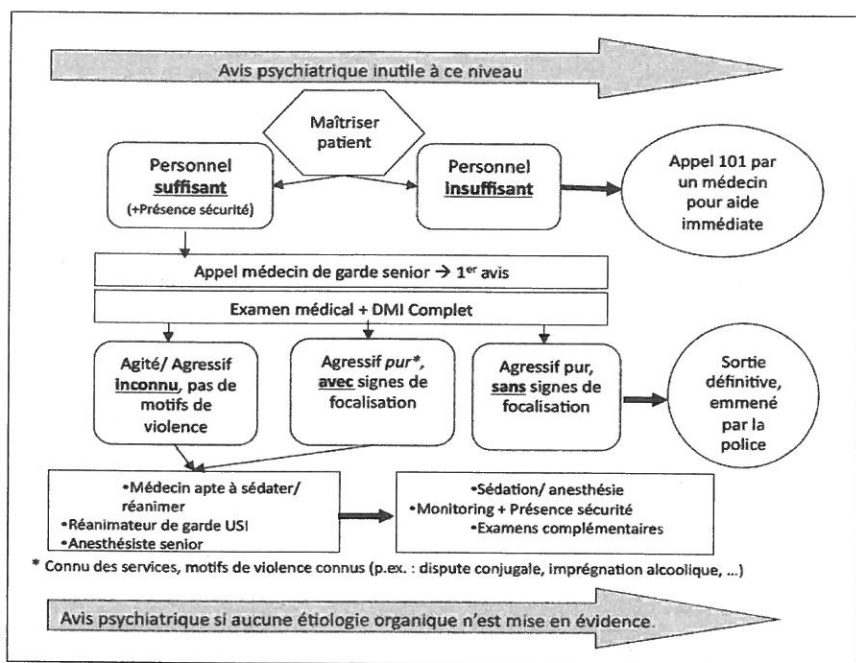 Avis psychiatrique inutile à ce niveau
Maîtriser
patient
Personnel
suffisant
(+Présence sécurité)
Personnel
insuffisant
Appel 101 par
un médecin
pour aide
immédiate
Appel médecin de garde senior → 1er avis
Examen médical + DMI Complet
Agité/ Agressif
inconnu, pas de
motifs de
violence
Agressif pur*,
avec signes de
focalisation
Agressif pur,
sans signes de
focalisation
Sortie
définitive,
emmené
par la
police
•Médecin apte à sédater/
réanimer
•Réanimateur de garde USI
•Anesthésiste senior
•Sédation/ anesthésie
•Monitoring + Présence sécurité
•Examens complémentaires
* Connu des services, motifs de violence connus (p.ex. : dispute conjugale, imprégnation alcoolique, ...)
Avis psychiatrique si aucune étiologie organique n'est mise en évidence.